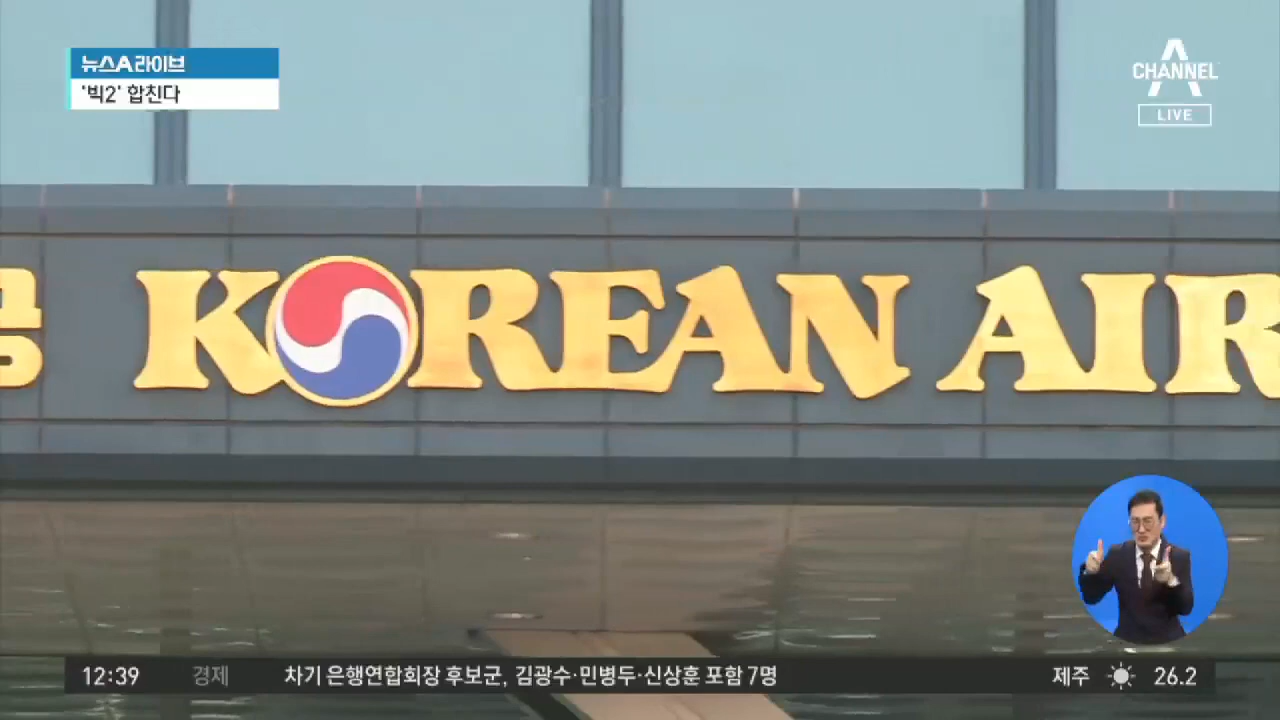 뉴스A 라이브
'빅2' 합친다
CHANNEL A
LIVE
KOREAN AIR
12:39 경제 차기 은행연합회장 후보군, 김광수·민병두·신상훈 포함 7명 제주 26.2